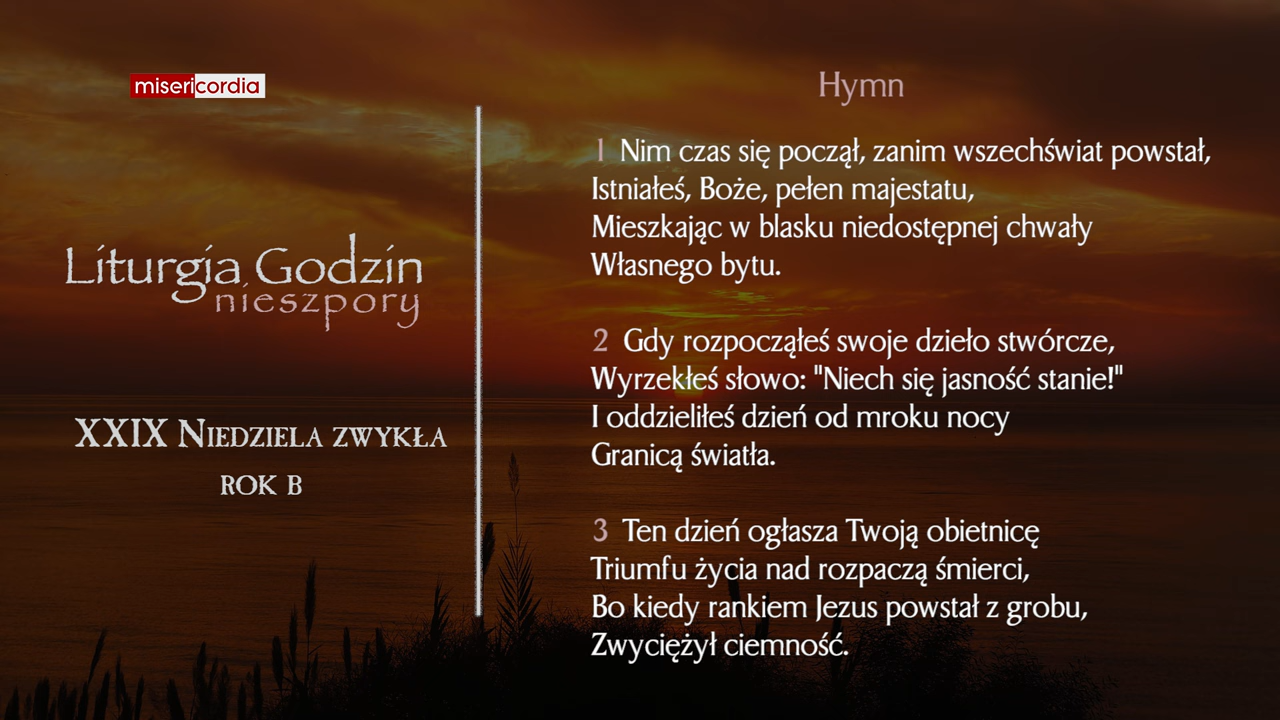 misericordia
Liturgia Godzin
nieszpory
XXIX Niedziela zwykła
rok B
Hymn
1 Nim czas się począł, zanim wszechświat powstał,
Istniałeś, Boże, pełen majestatu,
Mieszkając w blasku niedostępnej chwały
Własnego bytu.
2 Gdy rozpocząłeś swoje dzieło stwórcze,
Wyrzekłeś słowo: "Niech się jasność stanie!"
I oddzieliłeś dzień od mroku nocy
Granicą światła.
3 Ten dzień ogłasza Twoją obietnicę
Triumfu życia nad rozpaczą śmierci,
Bo kiedy rankiem Jezus powstał z grobu,
Zwyciężył ciemność.